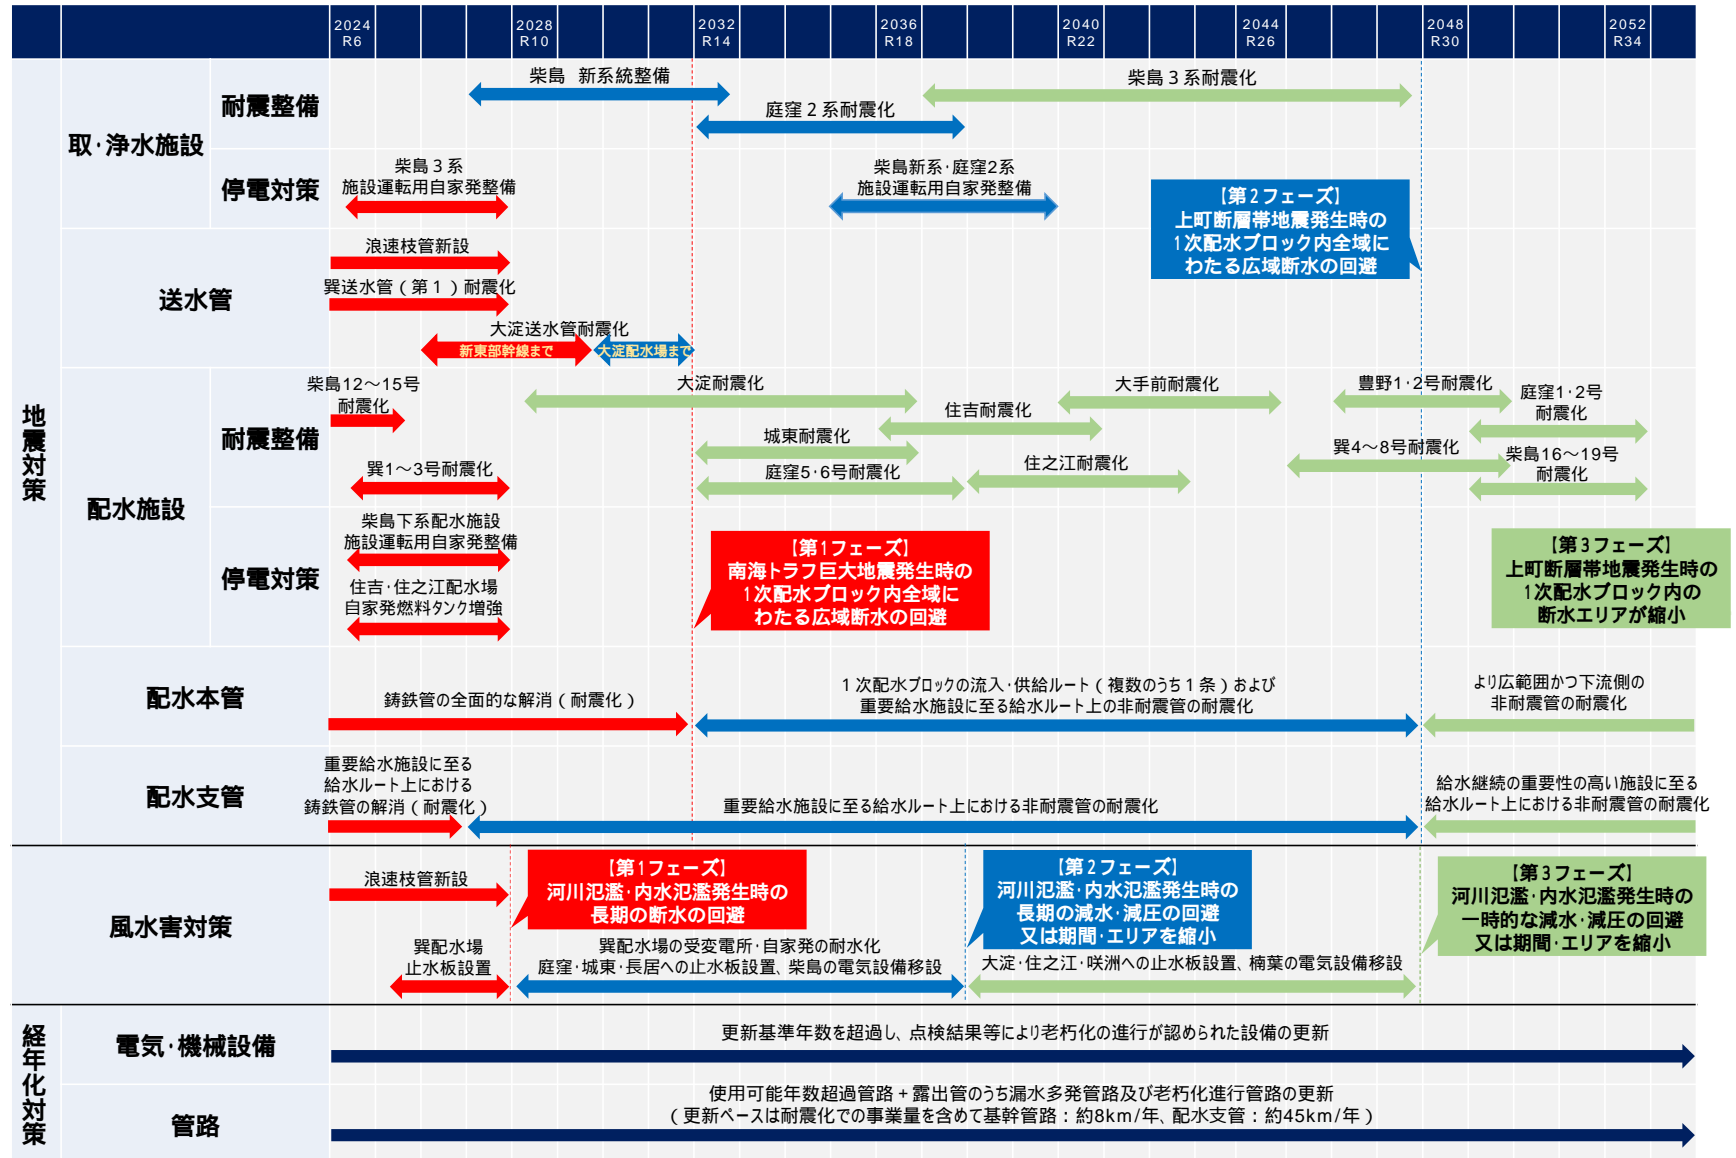 2024
R6
2028
R10
2032
R14
2036
R18
2040
R22
2044
R26
2048
R30
2052
R34
地震対策
取・浄水施設
耐震整備
柴島　新系統整備
庭窪２系耐震化
柴島３系耐震化
停電対策
柴島３系
施設運転用自家発整備
柴島新系・庭窪2系
施設運転用自家発整備
【第２フェーズ】
上町断層帯地震発生時の
1次配水ブロック内全域に
わたる広域断水の回避
送水管
浪速枝管新設
巽送水管（第１）耐震化
大淀送水管耐震化
新東部幹線まで
大淀配水場まで
配水施設
耐震整備
柴島12～15号
耐震化
巽1～3号耐震化
大淀耐震化
城東耐震化
庭窪5・6号耐震化
住吉耐震化
住之江耐震化
大手前耐震化
豊野1・2号耐震化
巽4～8号耐震化
庭窪1・2号
耐震化
柴島16～19号
耐震化
停電対策
柴島下系配水施設
施設運転用自家発整備
住吉・住之江配水場
自家発燃料タンク増強
【第1フェーズ】
南海トラフ巨大地震発生時の
1次配水ブロック内全域に
わたる広域断水の回避
【第３フェーズ】
上町断層帯地震発生時の
1次配水ブロック内の
断水エリアが縮小
配水本管
鋳鉄管の全面的な解消（耐震化）
１次配水ブロックの流入・供給ルート（複数のうち１条）および
重要給水施設に至る給水ルート上の非耐震管の耐震化
より広範囲かつ下流側の
非耐震管の耐震化
配水支管
重要給水施設に至る
給水ルート上における
鋳鉄管の解消（耐震化）
重要給水施設に至る給水ルート上における非耐震管の耐震化
給水継続の重要性の高い施設に至る
給水ルート上における非耐震管の耐震化
風水害対策
浪速枝管新設
巽配水場
止水板設置
【第1フェーズ】
河川氾濫・内水氾濫発生時の
長期の断水の回避
巽配水場の受変電所・自家発の耐水化
庭窪・城東・長居への止水板設置、柴島の電気設備移設
【第２フェーズ】
河川氾濫・内水氾濫発生時の
長期の減水・減圧の回避
又は期間・エリアを縮小
大淀・住之江・咲洲への止水板設置、楠葉の電気設備移設
【第３フェーズ】
河川氾濫・内水氾濫発生時の
一時的な減水・減圧の回避
又は期間・エリアを縮小
経年化対策
電気・機械設備
更新基準年数を超過し、点検結果等により老朽化の進行が認められた設備の更新
管路
使用可能年数超過管路＋露出管のうち漏水多発管路及び老朽化進行管路の更新
（更新ペースは耐震化での事業量を含めて基幹管路：約8km/年、配水支管：約45km/年）